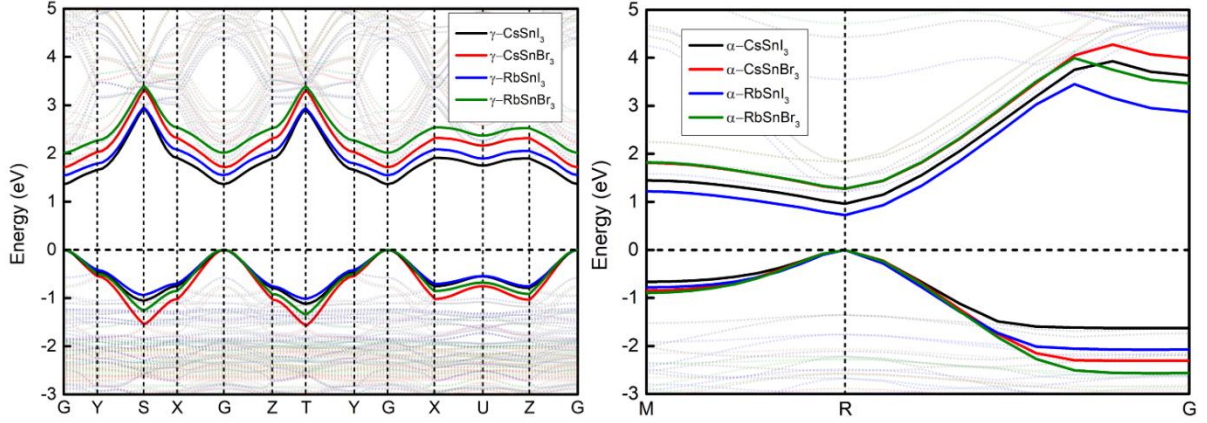 Energy (eV)
5
4
3
2
1
0
-1
-2
-3
γ-CsSnI₃
γ-CsSnBr₃
γ-RbSnI₃
γ-RbSnBr₃
G Y S X G Z T Y G X U Z G
Energy (eV)
5
4
3
2
1
0
-1
-2
-3
α-CsSnI₃
α-CsSnBr₃
α-RbSnI₃
α-RbSnBr₃
M R G